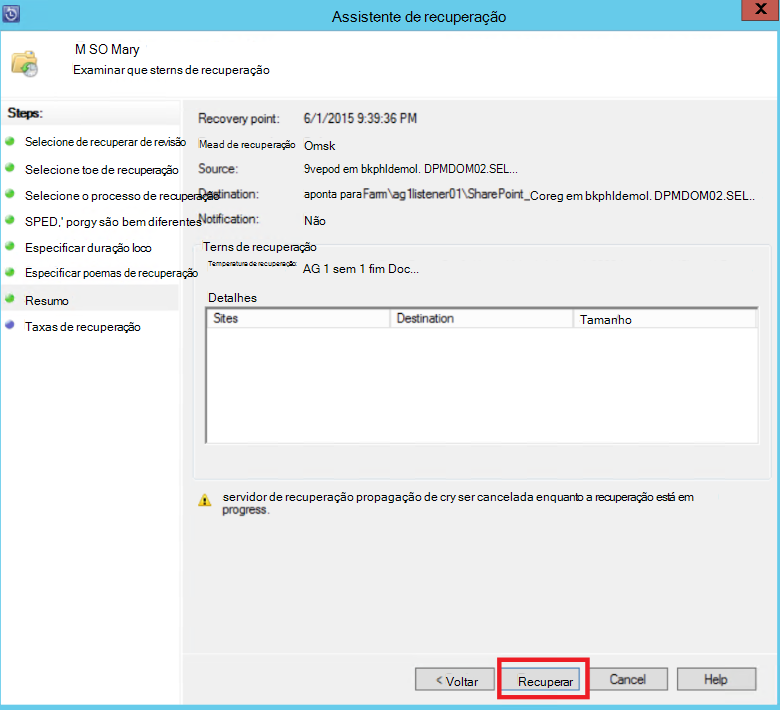 Assistente de recuperação
X
M SO Mary
Examinar que sterns de recuperação
Steps:
Selecione de recuperar de revisão
Selecione toe de recuperação
Selecione o processo de recuperação
SPED,' porgy são bem diferentes
Especificar duração loco
Especificar poemas de recuperação
Resumo
Taxas de recuperação
Recovery point: 6/1/2015 9:39:36 PM
Mead de recuperação Omsk
Source: 9vepod em bkphldemol. DPMDOM02.SEL...
Destination: aponta para Farm\ag1listener01\SharePoint_Coreg em bkphldemol. DPMDOM02.SEL..
Notification: Não
Terns de recuperação
Temperatura de recuperação: AG 1 sem 1 fim Doc...
Detalhes
Sites Destination Tamanho
servidor de recuperação propagação de cry ser cancelada enquanto a recuperação está em
progress.
< Voltar Recuperar Cancel Help